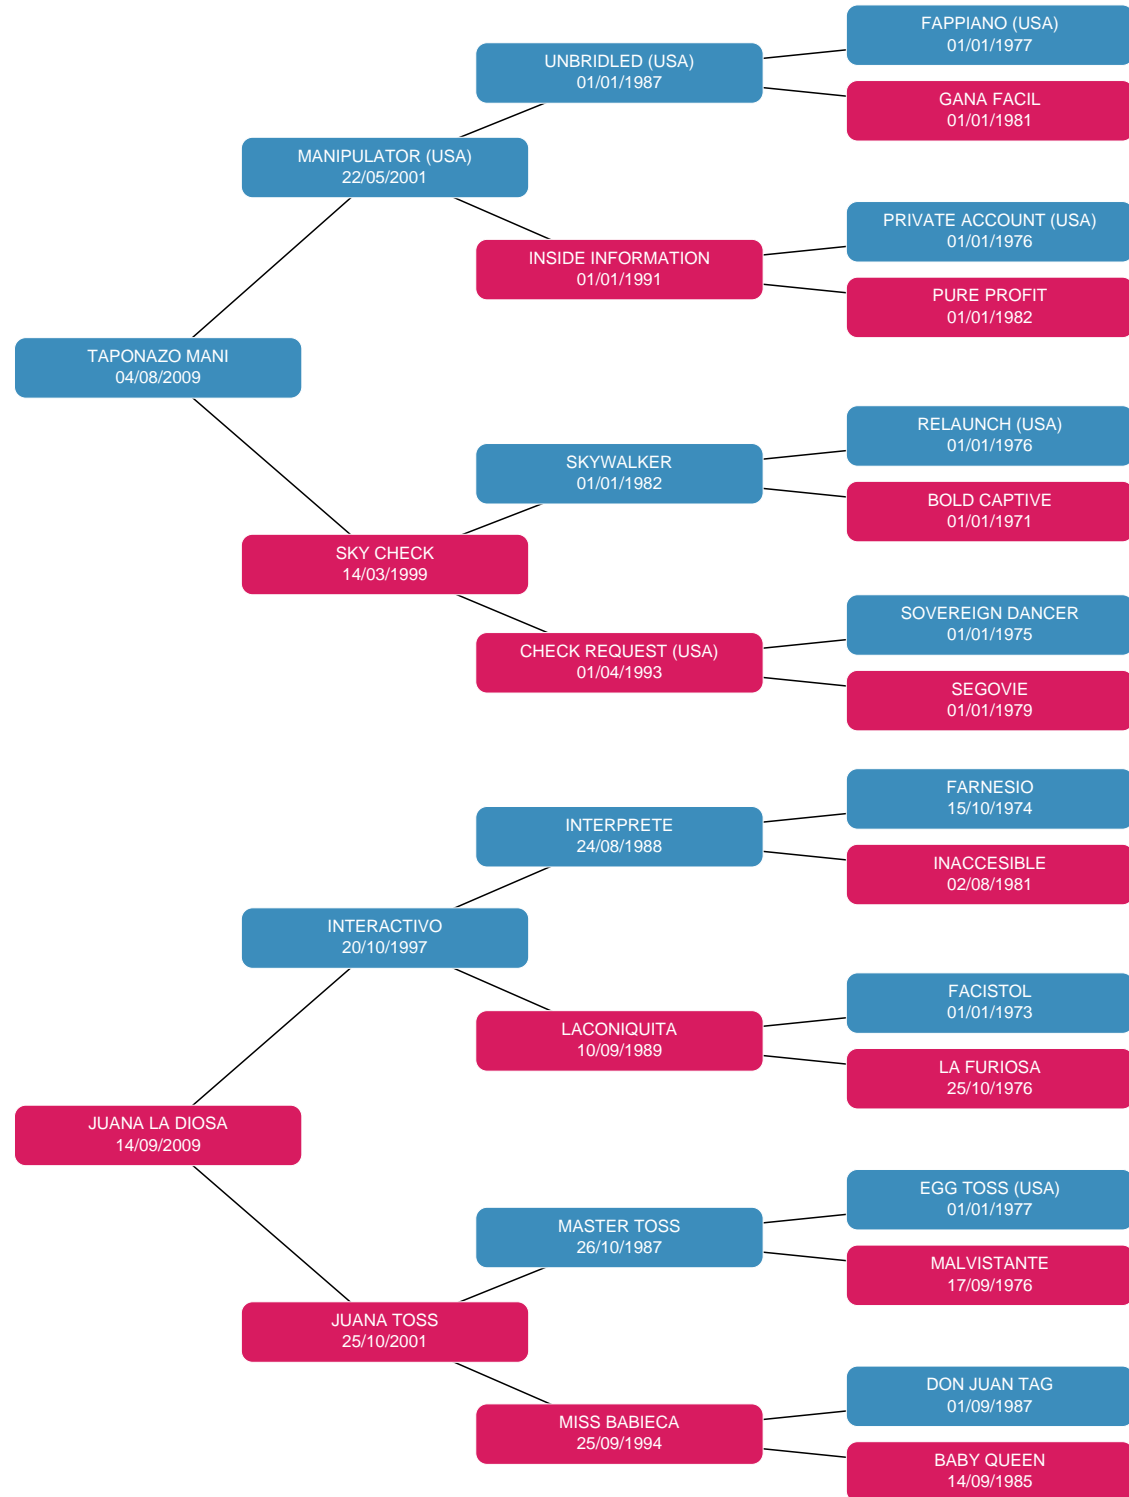 FAPPIANO (USA)
01/01/1977
UNBRIDLED (USA)
01/01/1987
GANA FACIL
01/01/1981
MANIPULATOR (USA)
22/05/2001
PRIVATE ACCOUNT (USA)
01/01/1976
INSIDE INFORMATION
01/01/1991
PURE PROFIT
01/01/1982
TAPONAZO MANI
04/08/2009
RELAUNCH (USA)
01/01/1976
SKYWALKER
01/01/1982
BOLD CAPTIVE
01/01/1971
SKY CHECK
14/03/1999
SOVEREIGN DANCER
01/01/1975
CHECK REQUEST (USA)
01/04/1993
SEGOVIE
01/01/1979
FARNESIO
15/10/1974
INTERPRETE
24/08/1988
INACCESIBLE
02/08/1981
INTERACTIVO
20/10/1997
FACISTOL
01/01/1973
LACONIQUITA
10/09/1989
LA FURIOSA
25/10/1976
JUANA LA DIOSA
14/09/2009
EGG TOSS (USA)
01/01/1977
MASTER TOSS
26/10/1987
MALVISTANTE
17/09/1976
JUANA TOSS
25/10/2001
DON JUAN TAG
01/09/1987
MISS BABIECA
25/09/1994
BABY QUEEN
14/09/1985